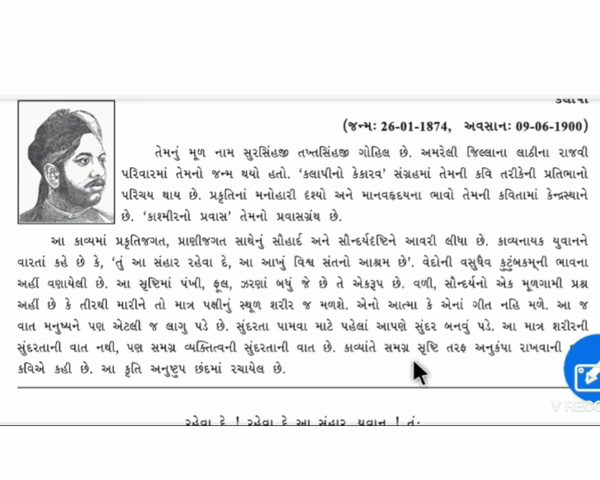 કલાપી
(જન્મ: 26-01-1874, અવસાન: 09-06-1900)
તેમનું મૂળ નામ સુરસિંહજી તખ્તસિંહજી ગોહિલ છે. અમરેલી જિલ્લાના લાઠીના રાજવી
પરિવારમાં તેમનો જન્મ થયો હતો. ‘કલાપીનો કેકારવ’ સંગ્રહમાં તેમની કવિ તરીકેની પ્રતિભાનો
પરિચય થાય છે. પ્રકૃતિનાં મનોહારી દૃશ્યો અને માનવહૃદયના ભાવો તેમની કવિતામાં કેન્દ્રસ્થાને
છે. ‘કાશ્મીરનો પ્રવાસ’ તેમનો પ્રવાસગ્રંથ છે.
આ કાવ્યમાં પ્રકૃતિજગત, પ્રાણીજગત સાથેનું સૌહાર્દ અને સૌન્દર્યદૃષ્ટિને આવરી લીધા છે. કાવ્યનાયક યુવાનને
વારતાં કહે છે કે, ‘તું આ સંહાર રહેવા દે, આ આખું વિશ્વ સંતનો આશ્રમ છે’. વેદોની વસુધૈવ કુટુંબકમ્‌ની ભાવના
અહીં વણાયેલી છે. આ સૃષ્ટિમાં પંખી, ફૂલ, ઝરણાં બધું જે છે તે એકરૂપ છે. વળી, સૌન્દર્યનો એક મૂળગામી પ્રશ્ન
અહીં છે કે તીરથી મારીને તો માત્ર પક્ષીનું સ્થૂળ શરીર જ મળશે. એનો આત્મા કે એનાં ગીત નહિ મળે. આ જ
વાત મનુષ્યને પણ એટલી જ લાગુ પડે છે. સુંદરતા પામવા માટે પહેલાં આપણે સુંદર બનવું પડે. આ માત્ર શરીરની
સુંદરતાની વાત નથી, પણ સમગ્ર વ્યક્તિત્વની સુંદરતાની વાત છે. કાવ્યાંતે સમગ્ર સૃષ્ટિ તરફ અનુકંપા રાખવાની
કવિએ કહી છે. આ કૃતિ અનુષ્ટુપ છંદમાં રચાયેલ છે.
રહેવા દે ! રહેવા દે આ સંહાર યુવાન ! તું;